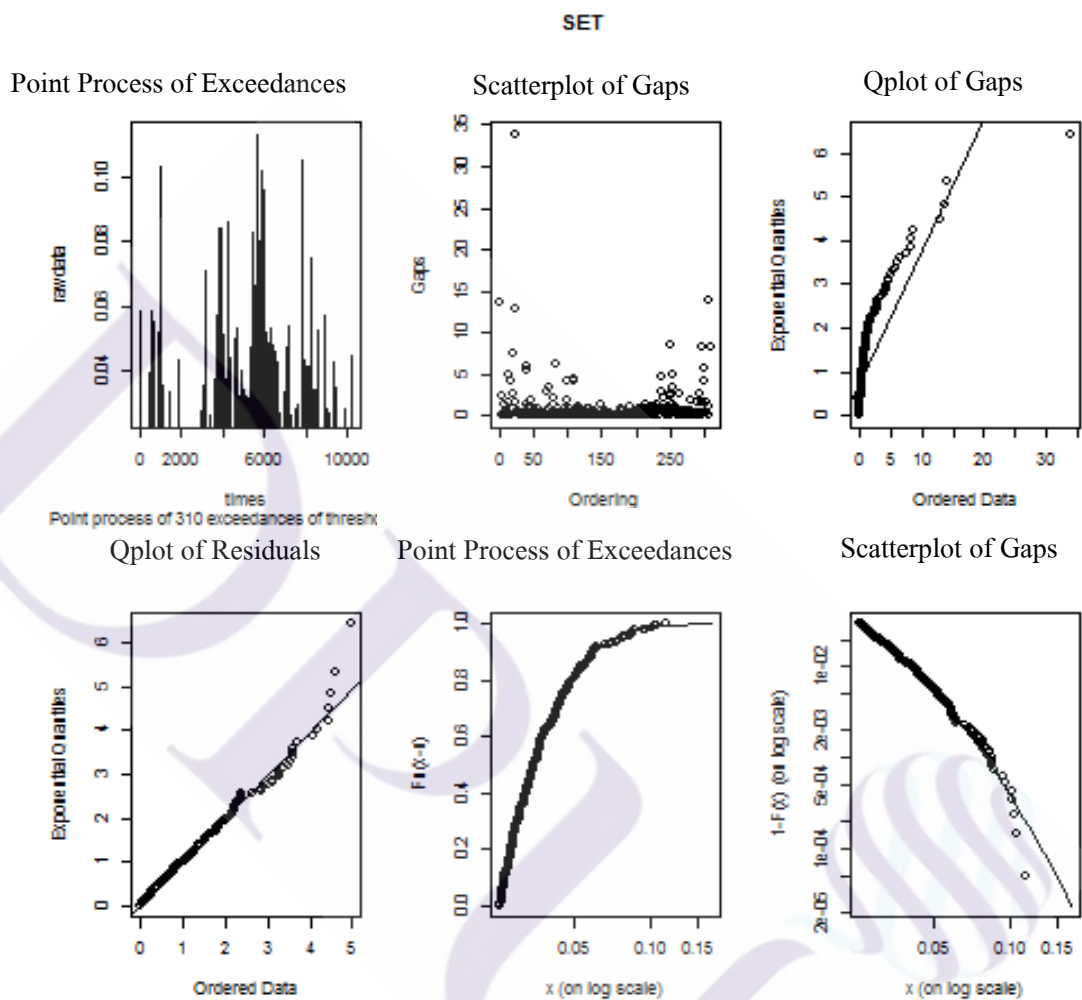 SET
Point Process of Exceedances
Scatterplot of Gaps
Qplot of Gaps
rawdata
0.04 0.06 0.08 0.10
0 2000 6000 10000
times
Point process of 310 exceedances of thresho
Gaps
0 5 10 15 20 25 30 35
0 50 150 250
Ordering
Exponential Quantiles
0 1 2 3 4 5 6
0 5 10 20 30
Ordered Data
Qplot of Residuals
Point Process of Exceedances
Scatterplot of Gaps
Exponential Quantiles
0 1 2 3 4 5 6
0 1 2 3 4 5
Ordered Data
0.0 0.2 0.4 0.6 0.8 1.0
0.05 0.10 0.15
x (on log scale)
1-F(x) (on log scale)
2e-05 1e-04 5e-04 2e-03 1e-02
0.05 0.10 0.15
x (on log scale)